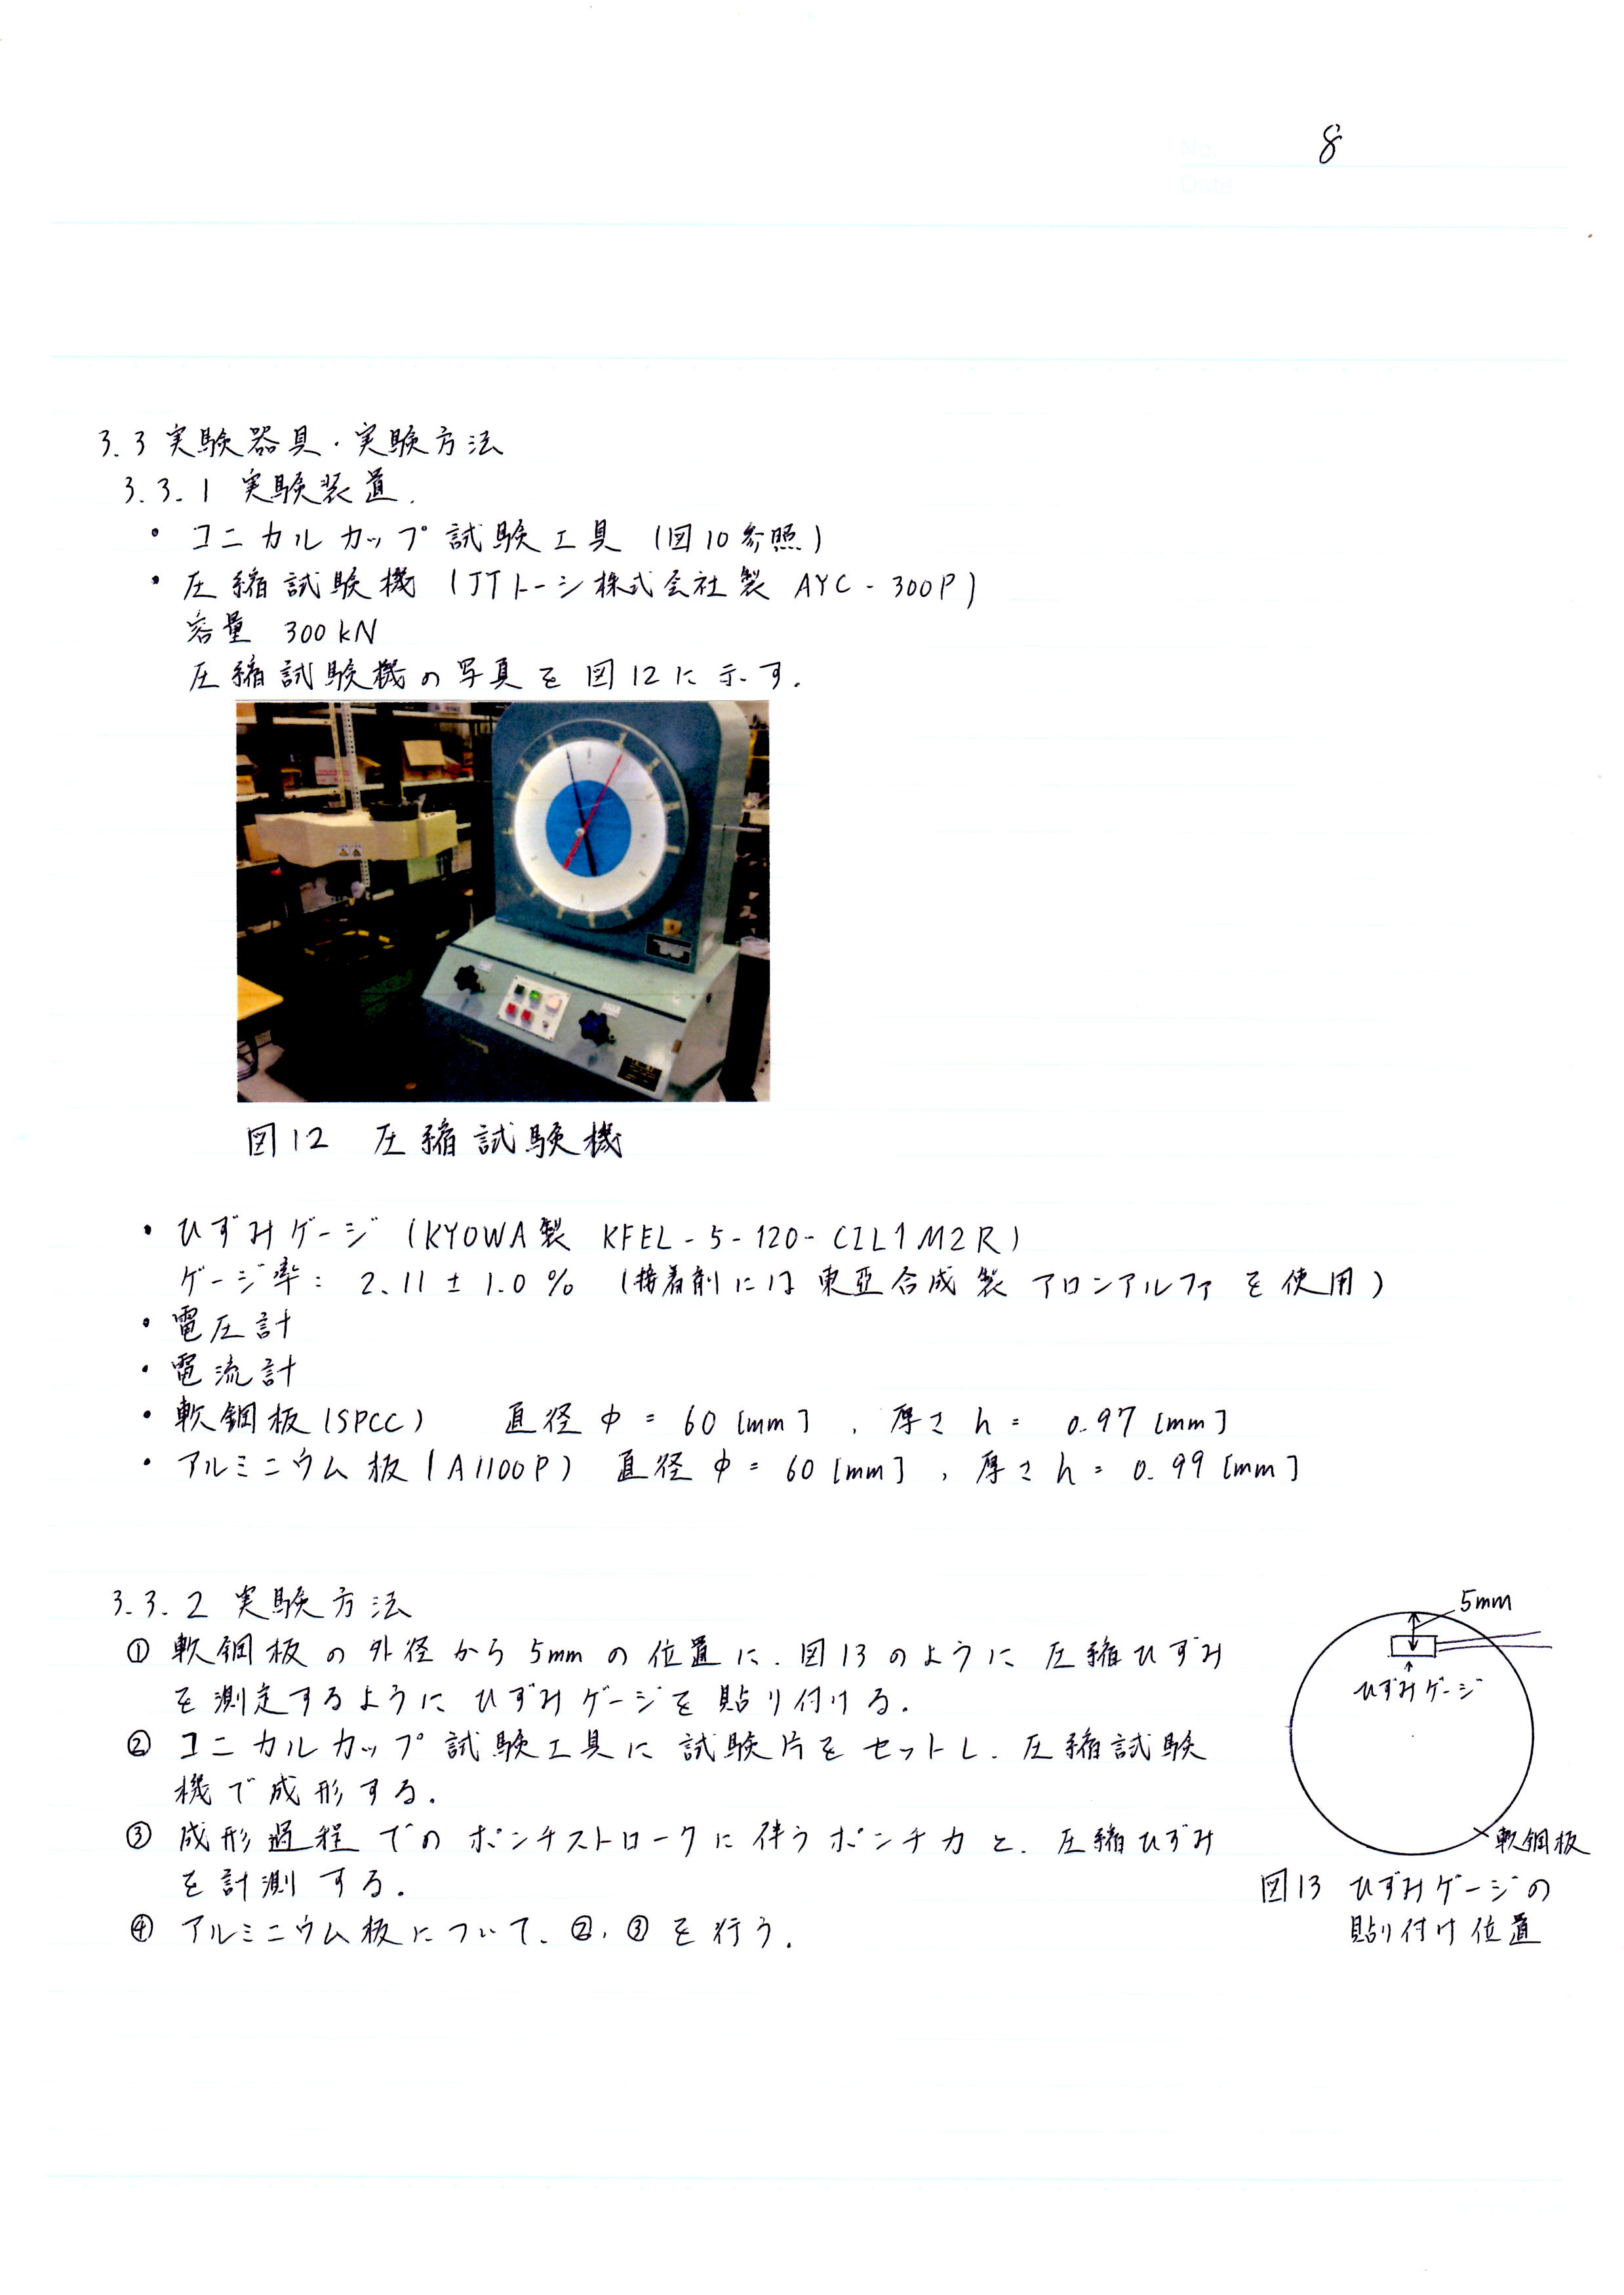 No.
8
Date
3.3 実験器具・実験方法
3.3.1 実験装置.
・ コニカルカップ試験工具 (図10参照)
・ 圧縮試験機 (JTトーシ株式会社製 AYC-300P)
容量 300kN
圧縮試験機の写真を図12に示す.
図12 圧縮試験機
・ ひずみゲージ (KYOWA製 KFEL-5-120-C1L1M2R)
ゲージ率: 2.11±1.0% (接着剤には東亜合成製 アロンアルファを使用)
・ 電圧計
・ 電流計
・ 軟鋼板(SPCC) 直径 φ = 60 [mm], 厚さ h = 0.97 [mm]
・ アルミニウム板(A1100P) 直径 φ = 60 [mm], 厚さ h = 0.99 [mm]
3.3.2 実験方法
① 軟鋼板の外径から5mmの位置に, 図13のように圧縮ひずみ
を測定するようにひずみゲージを貼り付ける.
② コニカルカップ試験工具に試験片をセットし, 圧縮試験
機で成形する.
③ 成形過程でのポンチストロークに伴うポンチ力と, 圧縮ひずみ
を計測する.
④ アルミニウム板について, ②, ③を行う.
5mm
ひずみゲージ
軟鋼板
図13 ひずみゲージの
貼り付け位置